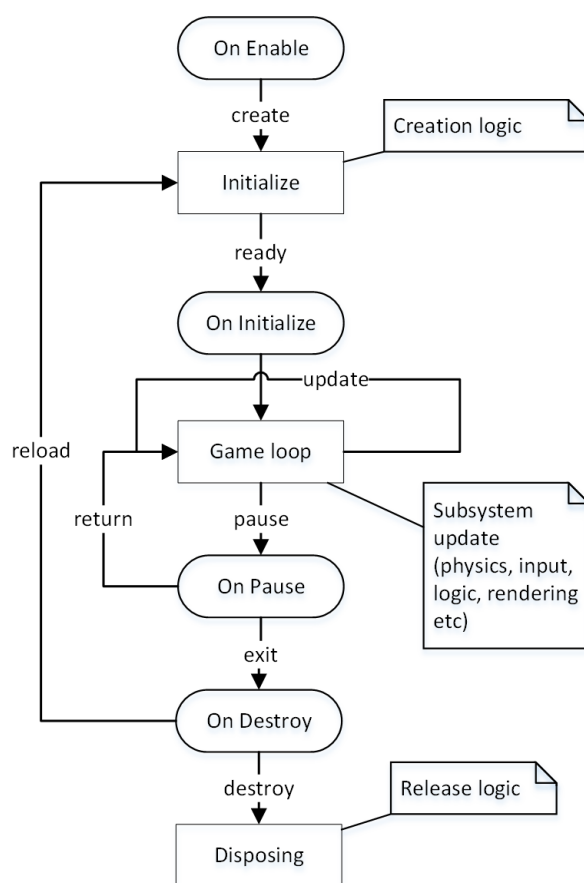 On Enable
create
Creation logic
Initialize
ready
On Initialize
update
Game loop
reload
return
pause
Subsystem
update
(physics, input,
logic, rendering
etc)
On Pause
exit
On Destroy
destroy
Release logic
Disposing